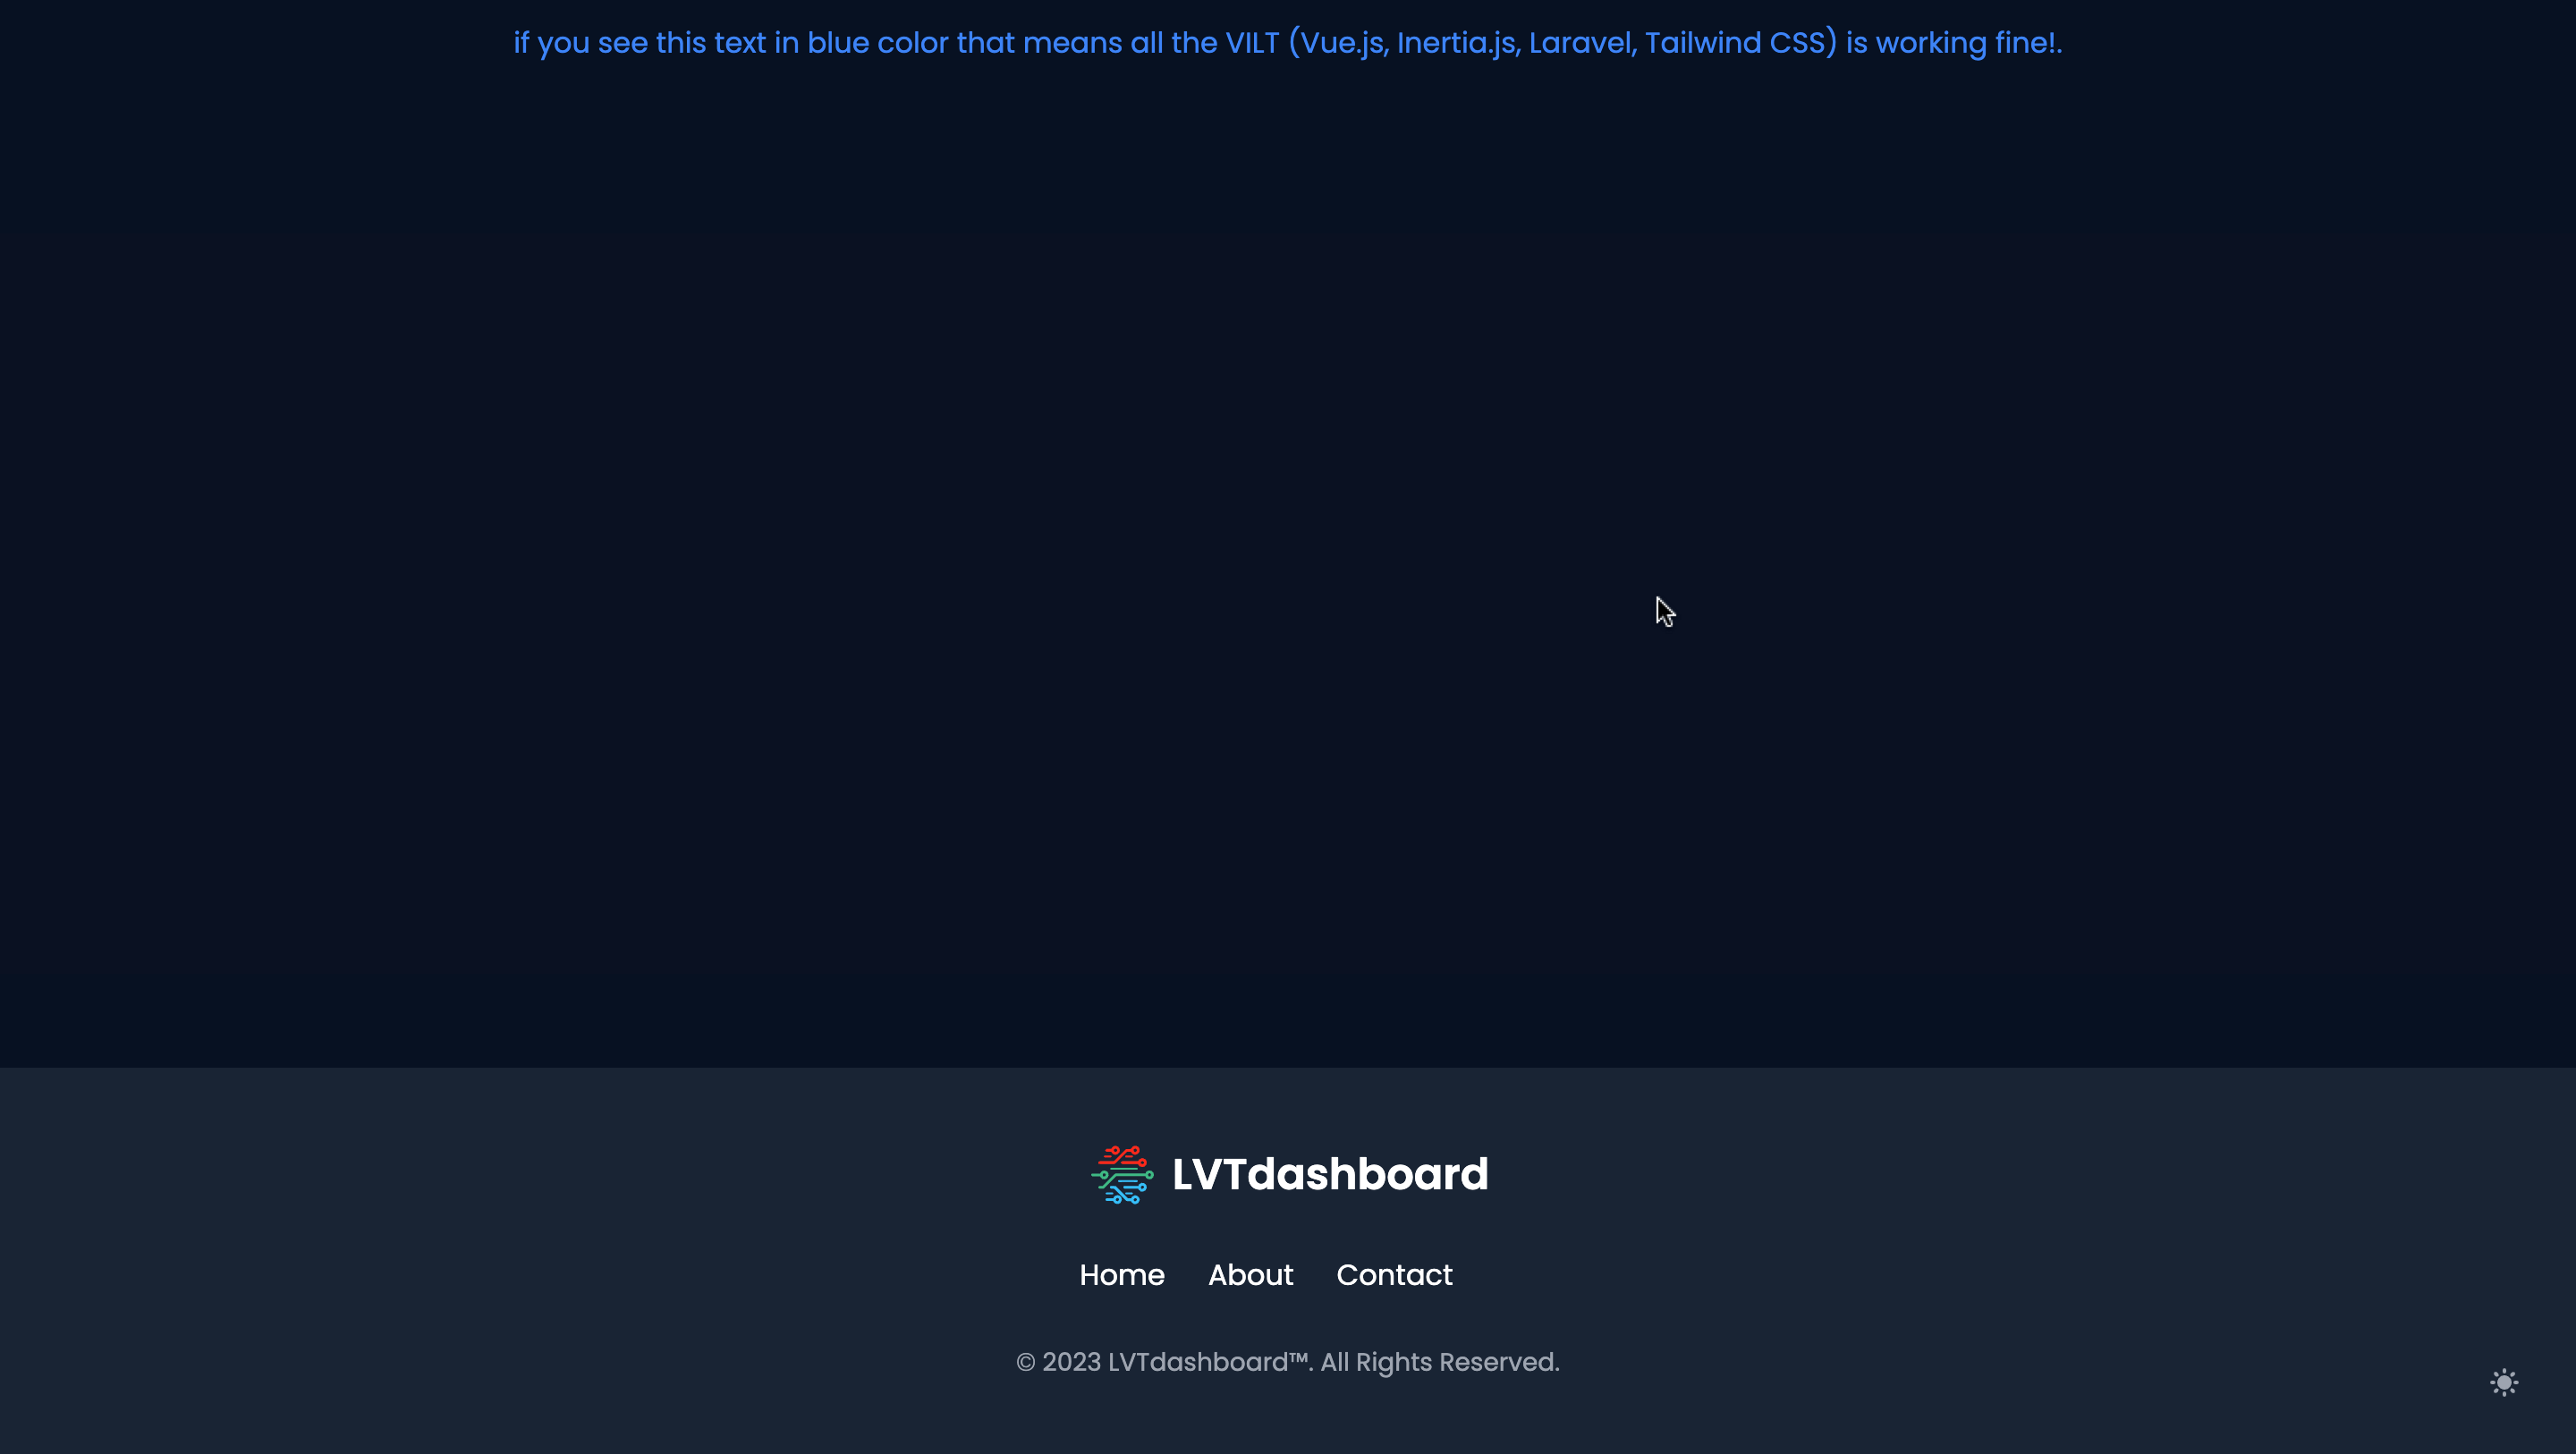 if you see this text in blue color that means all the VILT (Vue.js, Inertia.js, Laravel, Tailwind CSS) is working fine!.
LVTdashboard
Home About Contact
© 2023 LVTdashboard™. All Rights Reserved.